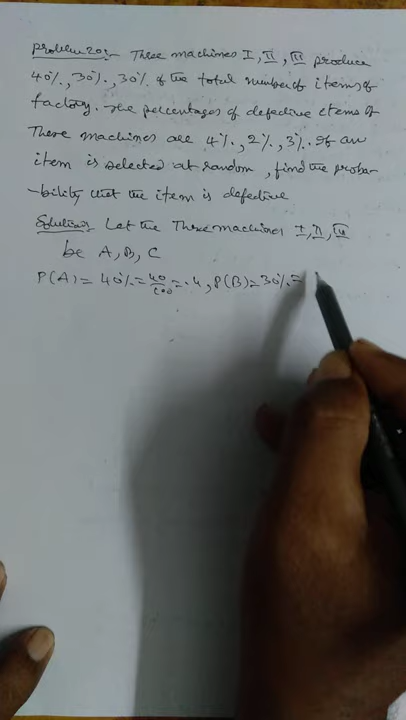 Problem 20:- Three machines I, II, III produce
40%, 30%, 30% of the total number of items of
factory. The percentages of defective items of
These machines are 4%, 2%, 3%. If an
item is selected at random, find the proba-
-bility that the item is defective
Solution:- Let the Three machines I, II, III
be A, B, C
P(A) = 40% = 40/100 = .4, P(B) = 30% =